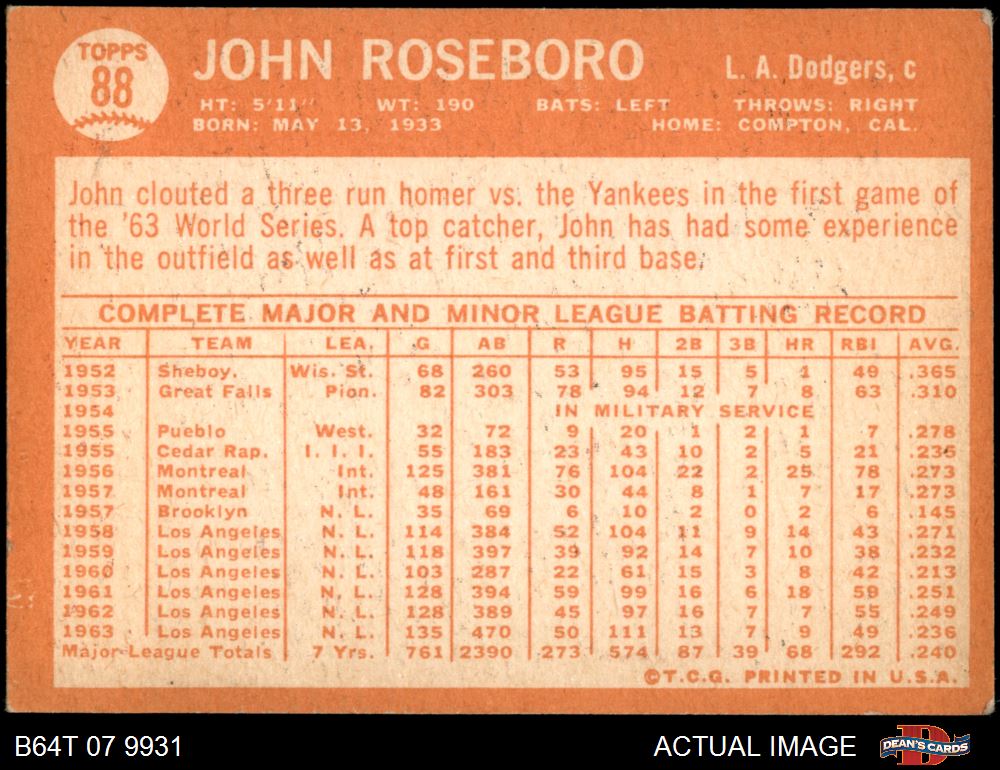 TOPPS
88
JOHN ROSEBORO
L. A. Dodgers, c
HT: 5'11" WT: 190 BATS: LEFT THROWS: RIGHT
BORN: MAY 13, 1933 HOME: COMPTON, CAL.
John clouted a three run homer vs. the Yankees in the first game of
the '63 World Series. A top catcher, John has had some experience
in the outfield as well as at first and third base.
COMPLETE MAJOR AND MINOR LEAGUE BATTING RECORD
YEAR TEAM LEA. G AB R H 2B 3B HR RBI AVG.
1952 Sheboy. Wis. St. 68 260 53 95 15 5 1 49 .365
1953 Great Falls Pion. 82 303 78 94 12 7 8 63 .310
1954 IN MILITARY SERVICE
1955 Pueblo West. 32 72 9 20 1 2 1 7 .278
1955 Cedar Rap. I. I. I. 55 183 23 43 10 2 5 21 .235
1956 Montreal Int. 125 381 76 104 22 2 25 78 .273
1957 Montreal Int. 48 161 30 44 8 1 7 17 .273
1957 Brooklyn N. L. 35 69 6 10 2 0 2 6 .145
1958 Los Angeles N. L. 114 384 52 104 11 9 14 43 .271
1959 Los Angeles N. L. 118 397 39 92 14 7 10 38 .232
1960 Los Angeles N. L. 103 287 22 61 15 3 8 42 .213
1961 Los Angeles N. L. 128 394 59 99 16 6 18 59 .251
1962 Los Angeles N. L. 128 389 45 97 16 7 7 55 .249
1963 Los Angeles N. L. 135 470 50 111 13 7 9 49 .236
Major League Totals 7 Yrs. 761 2390 273 574 87 39 68 292 .240
©T.C.G. PRINTED IN U.S.A.
B64T 07 9931 ACTUAL IMAGE DEAN'S CARDS